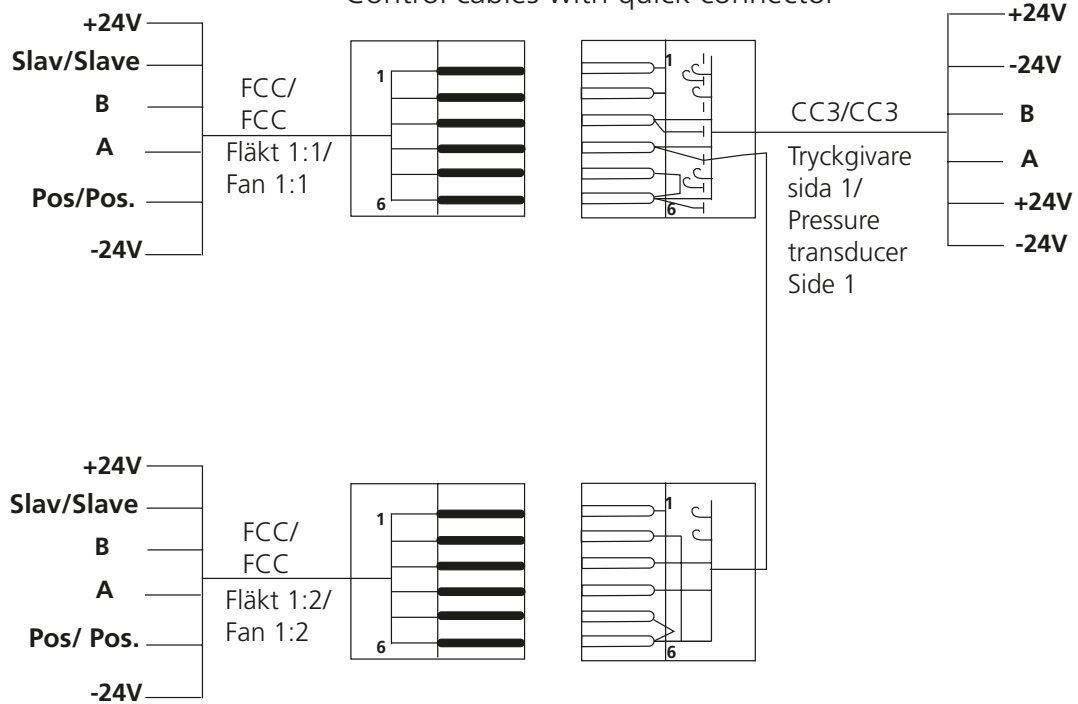 Control cables with quick connector
+24V
Slav/Slave
B
A
Pos/Pos.
-24V
FCC/
FCC
Fläkt 1:1/
Fan 1:1
1
6
1
6
CC3/CC3
Tryckgivare
sida 1/
Pressure
transducer
Side 1
+24V
-24V
B
A
+24V
-24V
+24V
Slav/Slave
B
A
Pos/ Pos.
-24V
FCC/
FCC
Fläkt 1:2/
Fan 1:2
1
6
1
6